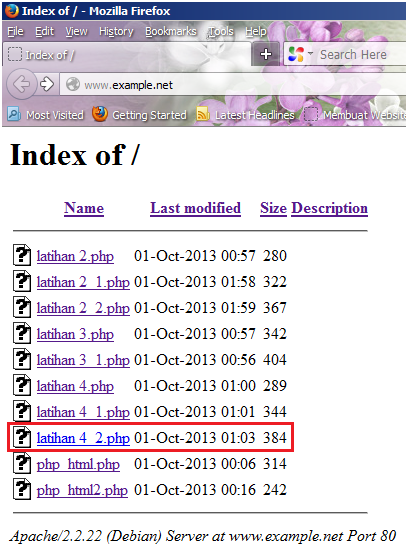 Index of / - Mozilla Firefox
File Edit View History Bookmarks Tools Help
Index of /
Search Here
www.example.net
Most Visited Getting Started Latest Headlines Membuat Website
Index of /
Name Last modified Size Description
latihan 2.php 01-Oct-2013 00:57 280
latihan 2_1.php 01-Oct-2013 01:58 322
latihan 2_2.php 01-Oct-2013 01:59 367
latihan 3.php 01-Oct-2013 00:57 342
latihan 3_1.php 01-Oct-2013 00:56 404
latihan 4.php 01-Oct-2013 01:00 289
latihan 4_1.php 01-Oct-2013 01:01 344
latihan 4_2.php 01-Oct-2013 01:03 384
php_html.php 01-Oct-2013 00:06 314
php_html2.php 01-Oct-2013 00:16 242
Apache/2.2.22 (Debian) Server at www.example.net Port 80